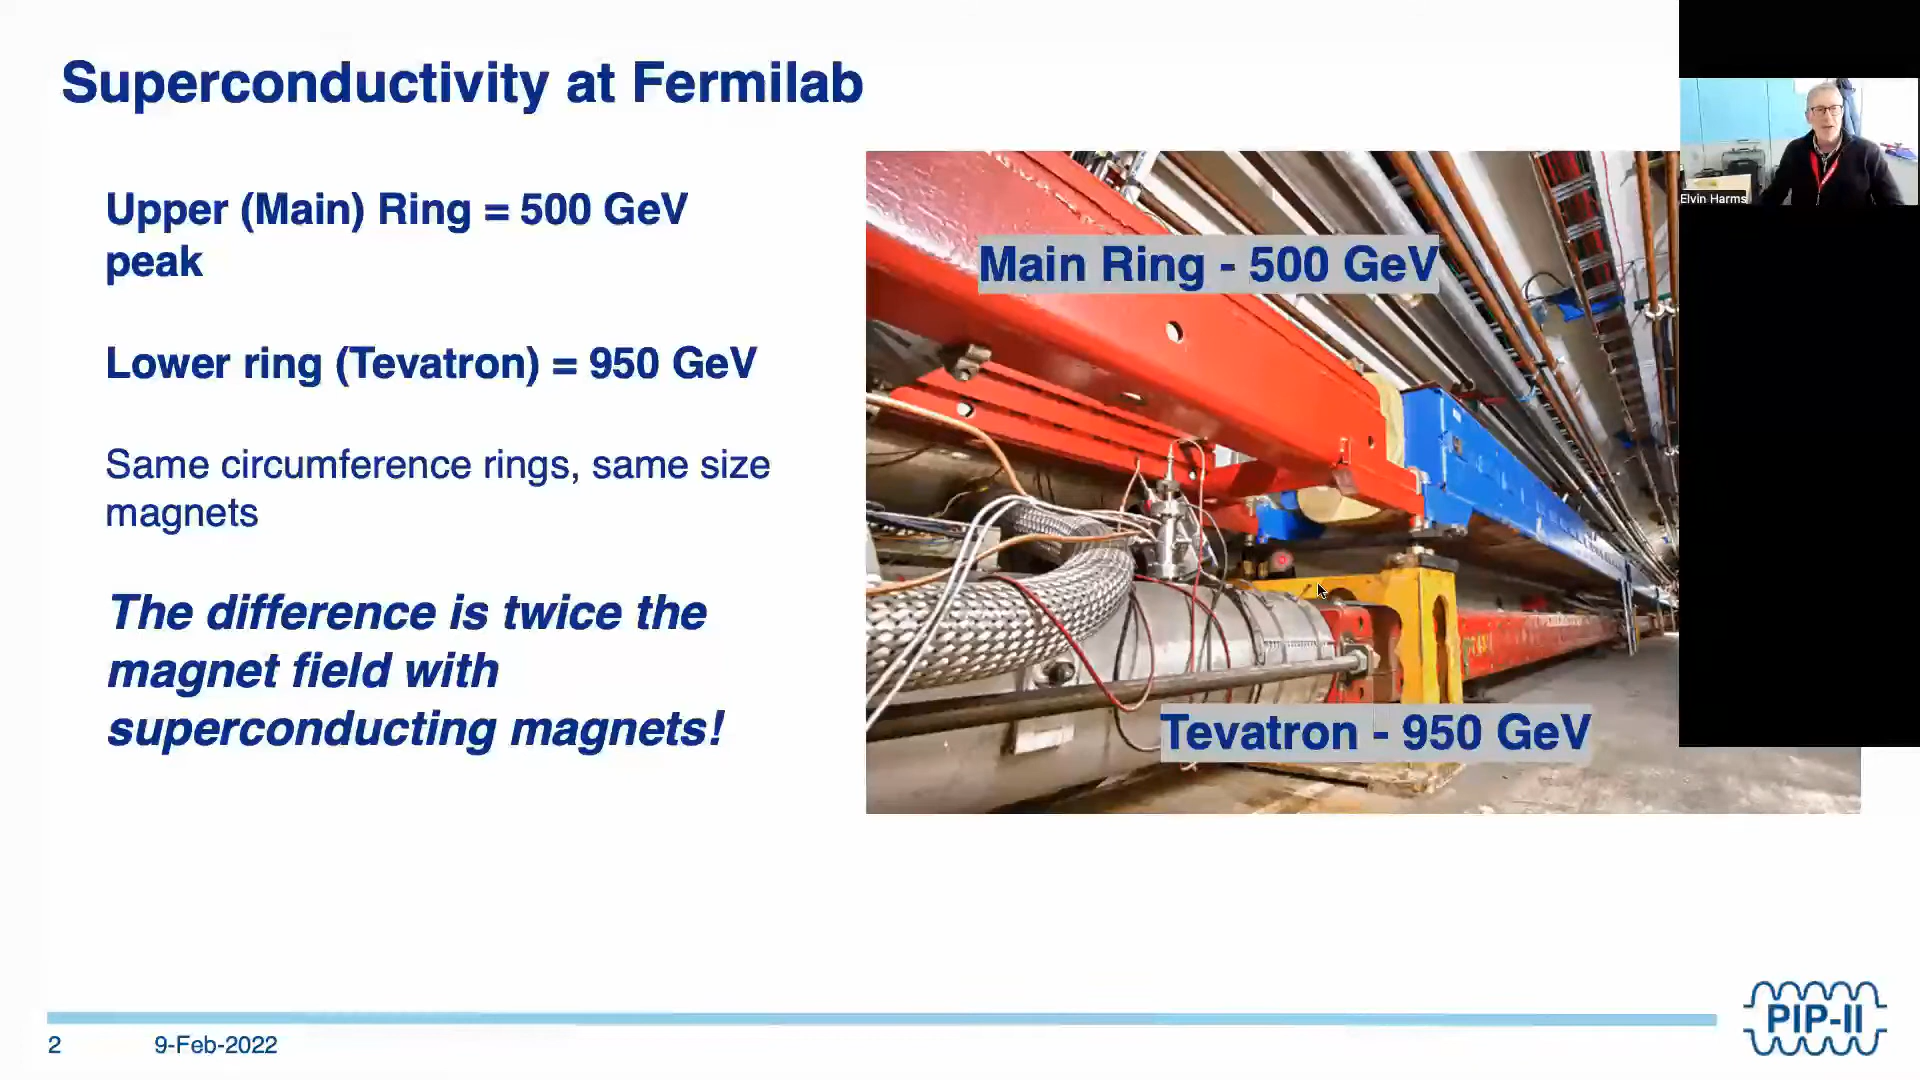 Superconductivity at Fermilab
Upper (Main) Ring = 500 GeV
peak
Lower ring (Tevatron) = 950 GeV
Same circumference rings, same size
magnets
The difference is twice the
magnet field with
superconducting magnets!
Main Ring - 500 GeV
Tevatron - 950 GeV
Elvin Harms
2
9-Feb-2022
PIP-II